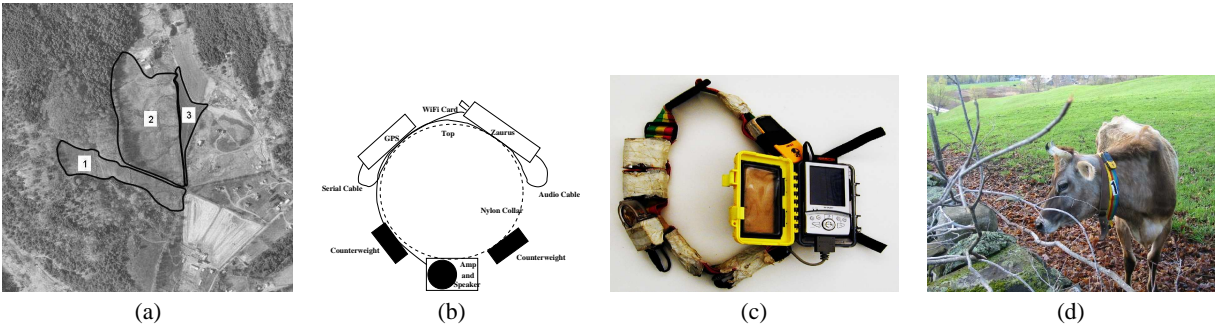 1
2
3
WiFi Card
GPS
Top
Zaurus
Serial Cable
Audio Cable
Nylon Collar
Counterweight
Counterweight
Amp
and
Speaker
(a)
(b)
(c)
(d)